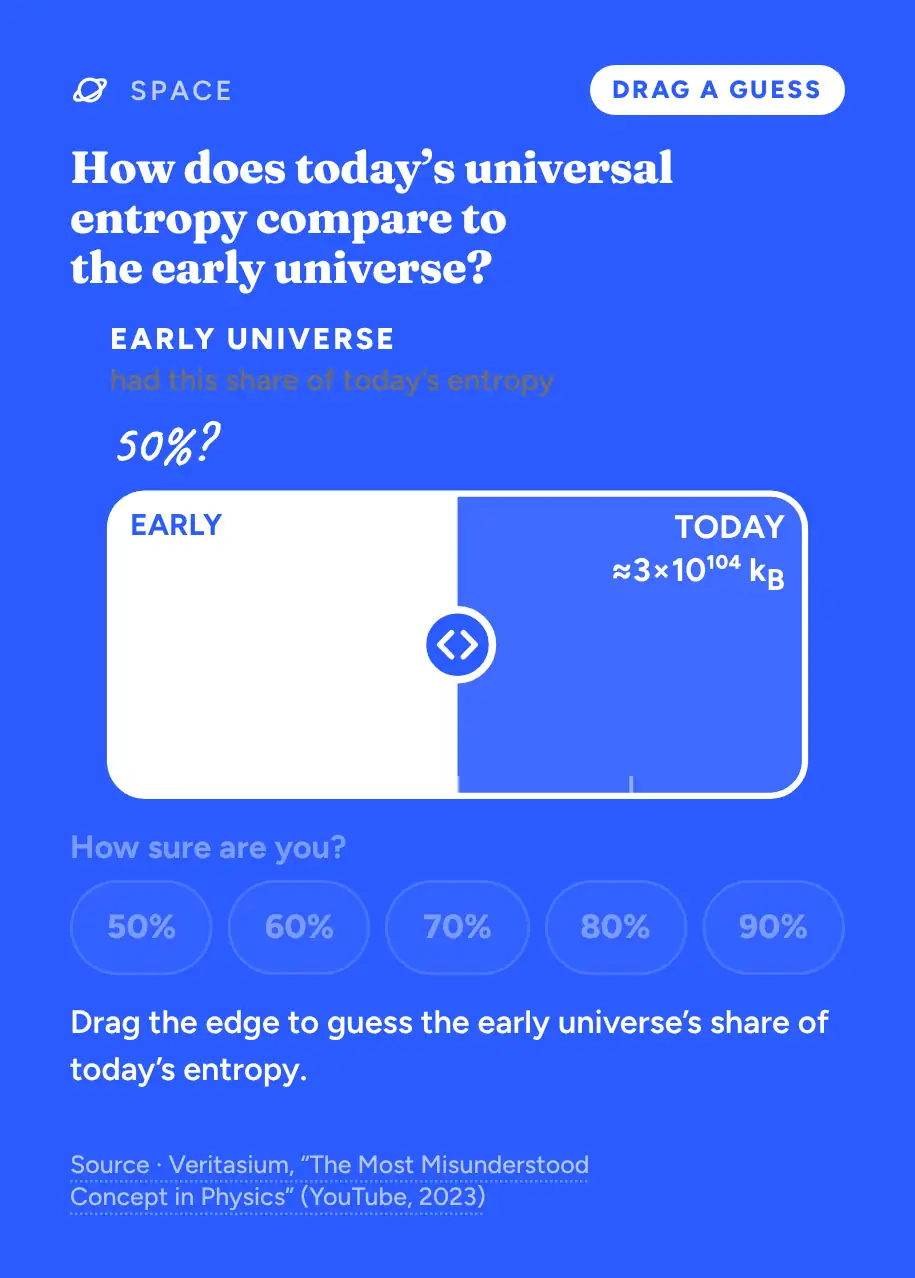 SPACE
DRAG A GUESS
How does today’s universal
entropy compare to
the early universe?
EARLY UNIVERSE
had this share of today’s entropy
50%?
EARLY
TODAY
≈3×10¹⁰⁴ k_B
How sure are you?
50% 60% 70% 80% 90%
Drag the edge to guess the early universe’s share of
today’s entropy.
Source · Veritasium, “The Most Misunderstood
Concept in Physics” (YouTube, 2023)